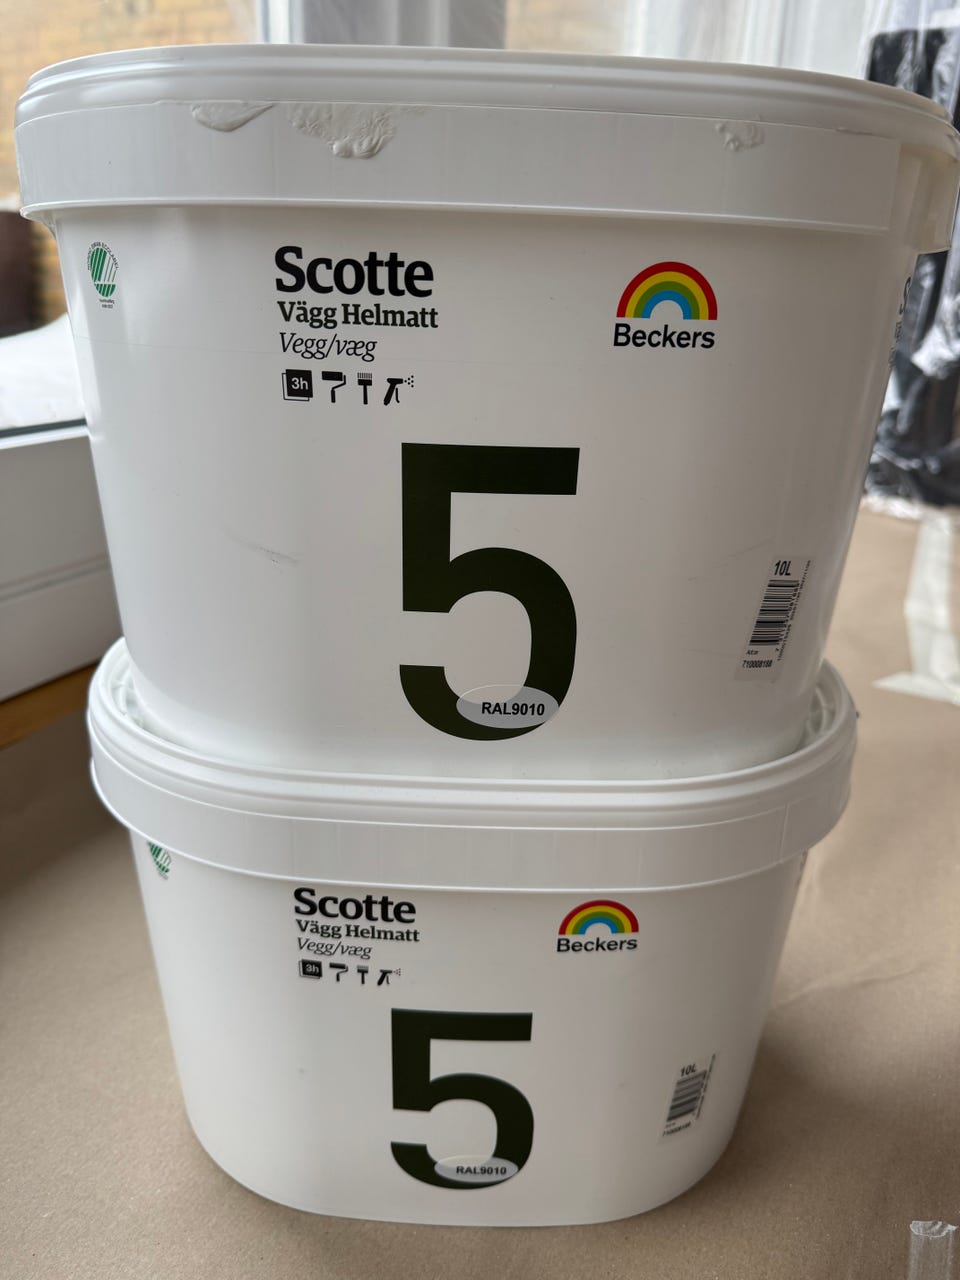 Scotte
Vägg Helmatt
Vegg/væg
3h
Beckers
5
10L
710008188
RAL9010
Scotte
Vägg Helmatt
Vegg/væg
3h
Beckers
5
10L
RAL9010